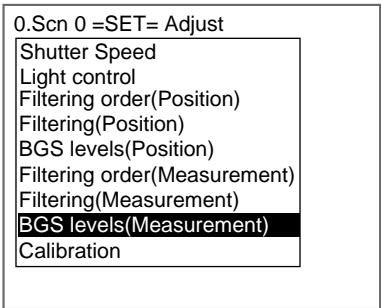 0.Scn 0 =SET= Adjust
Shutter Speed
Light control
Filtering order(Position)
Filtering(Position)
BGS levels(Position)
Filtering order(Measurement)
Filtering(Measurement)
BGS levels(Measurement)
Calibration